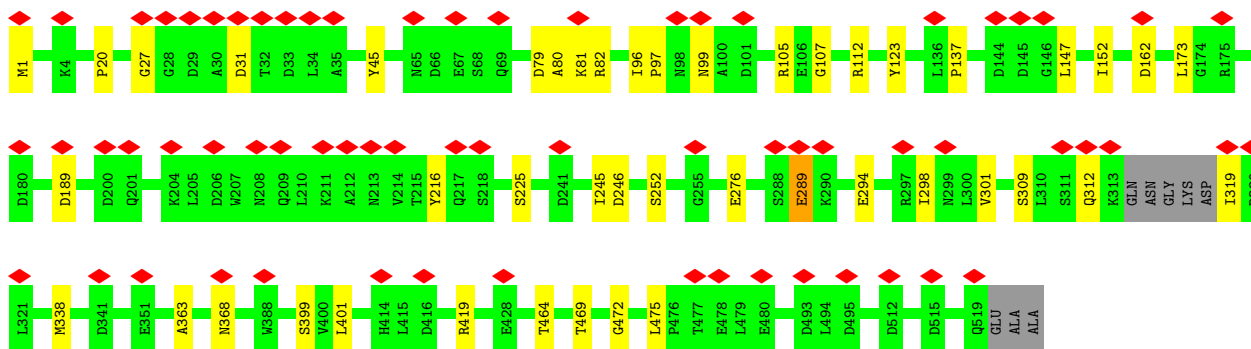 M1 K4 P20 G27 G28 D29 A30 D31 T32 D33 L34 A35 Y45 N65 D66 E67 S68 Q69 D79 A80 K81 R82 I96 P97 N98 N99 A100 D101 R105 E106 G107 R112 Y123 L136 P137 D144 D145 G146 L147 I152 D162 L173 G174 R175
D180 D189 D200 Q201 K204 L205 D206 W207 N208 Q209 L210 K211 A212 N213 V214 T215 Y216 Q217 S218 S225 D241 I245 D246 S252 G255 E276 S288 E289 K290 E294 R297 I298 N299 L300 V301 S309 L310 S311 Q312 K313 GLN ASN GLY LYS ASP I319
L321 M338 D341 E351 A363 N368 W388 S399 V400 L401 H414 L415 D416 R419 E428 T464 T469 G472 L475 P476 T477 E478 L479 E480 D493 L494 D495 D512 D515 Q519 GLU ALA ALA